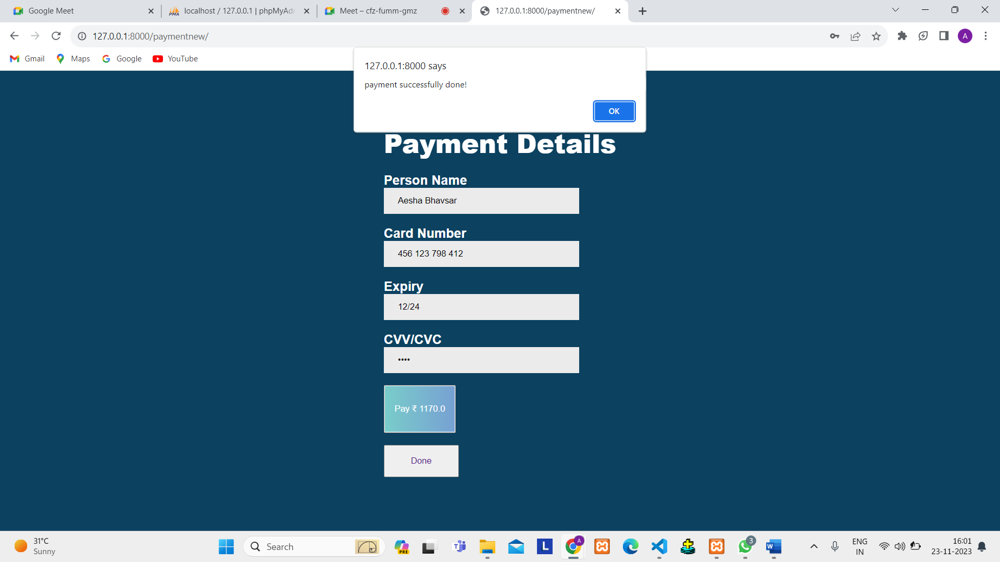 Google Meet
localhost / 127.0.0.1 | phpMyAdm
Meet – cfz-fumm-gmz
127.0.0.1:8000/paymentnew/
127.0.0.1:8000/paymentnew/
A
Gmail
Maps
Google
YouTube
127.0.0.1:8000 says
payment successfully done!
OK
Payment Details
Person Name
Aesha Bhavsar
Card Number
456 123 798 412
Expiry
12/24
CVV/CVC
••••
Pay ₹ 1170.0
Done
31°C
Sunny
Search
PRE
L
A
3
W
ENG
IN
16:01
23-11-2023